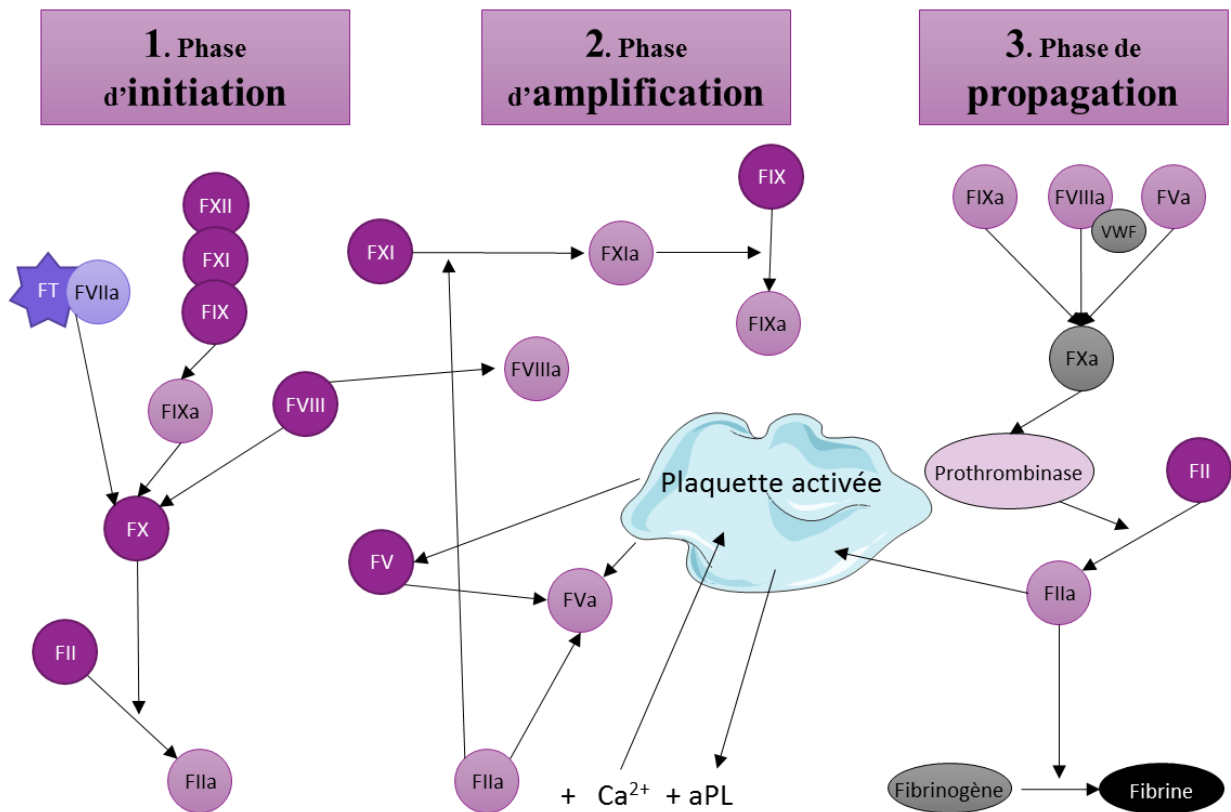 1. Phase
d'initiation
2. Phase
d'amplification
3. Phase de
propagation
FXII
FXI
FIX
FT
FVIIa
FIXa
FVIII
FX
FII
FIIa
FIX
FXI
FXIa
FIXa
FVIIIa
Plaquette activée
FV
FVa
FIIa
+ Ca²⁺ + aPL
FIXa
FVIIIa
FVa
VWF
FXa
Prothrombinase
FII
FIIa
Fibrinogène
Fibrine